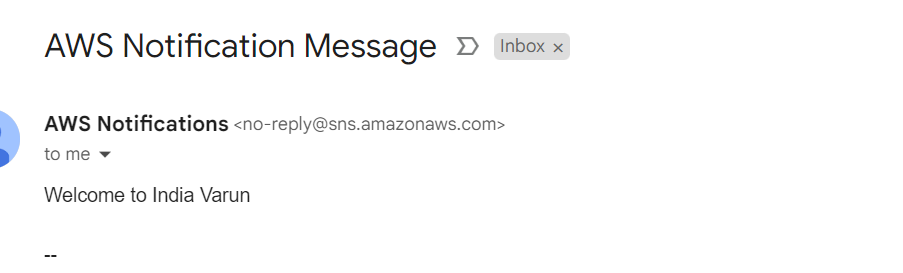 AWS Notification Message Inbox ×
AWS Notifications <no-reply@sns.amazonaws.com>
to me
Welcome to India Varun
--